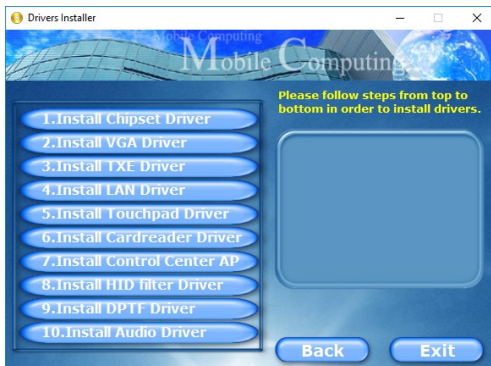 Drivers Installer
Mobile Computing
Mobile Computing
Please follow steps from top to
bottom in order to install drivers.
1.Install Chipset Driver
2.Install VGA Driver
3.Install TXE Driver
4.Install LAN Driver
5.Install Touchpad Driver
6.Install Cardreader Driver
7.Install Control Center AP
8.Install HID filter Driver
9.Install DPTF Driver
10.Install Audio Driver
Back
Exit